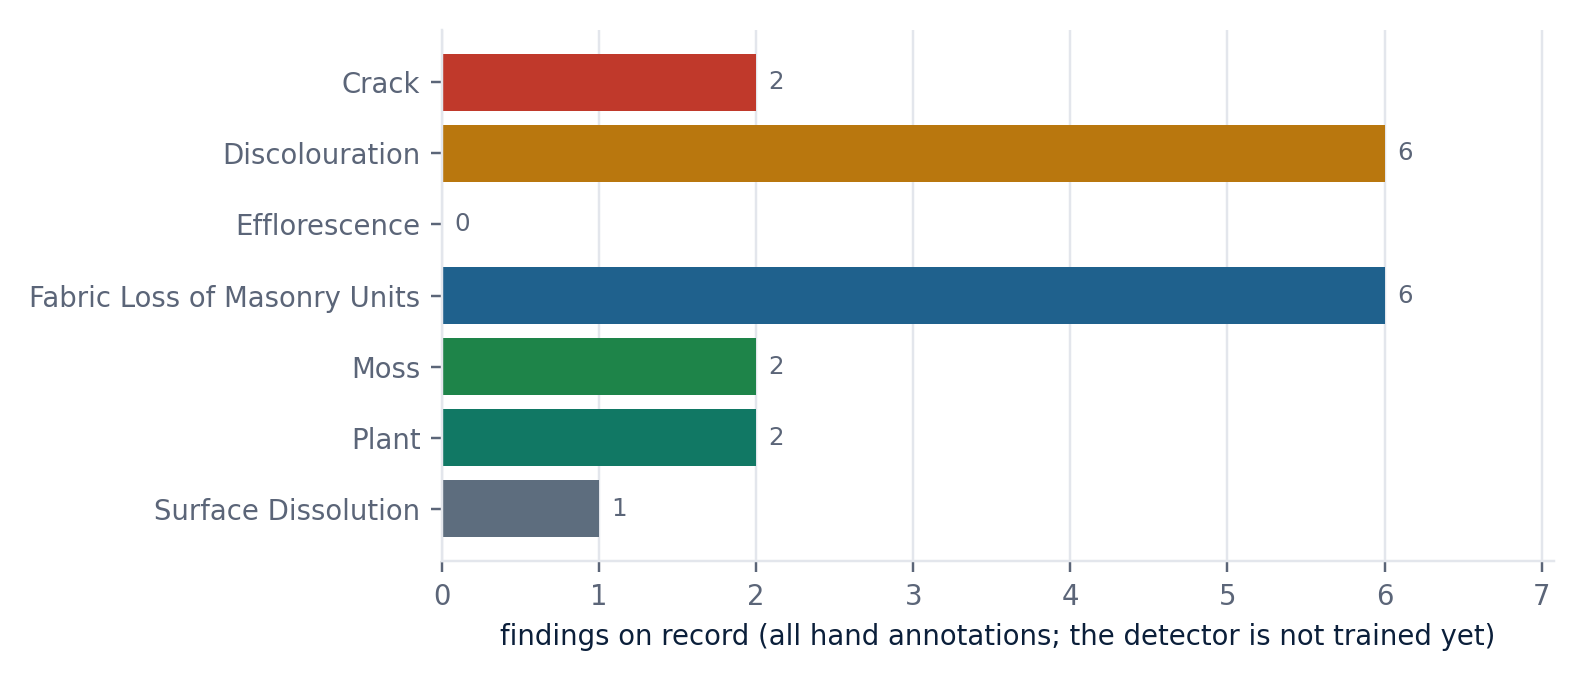 Crack 2
Discolouration 6
Efflorescence 0
Fabric Loss of Masonry Units 6
Moss 2
Plant 2
Surface Dissolution 1
0 1 2 3 4 5 6 7
findings on record (all hand annotations; the detector is not trained yet)